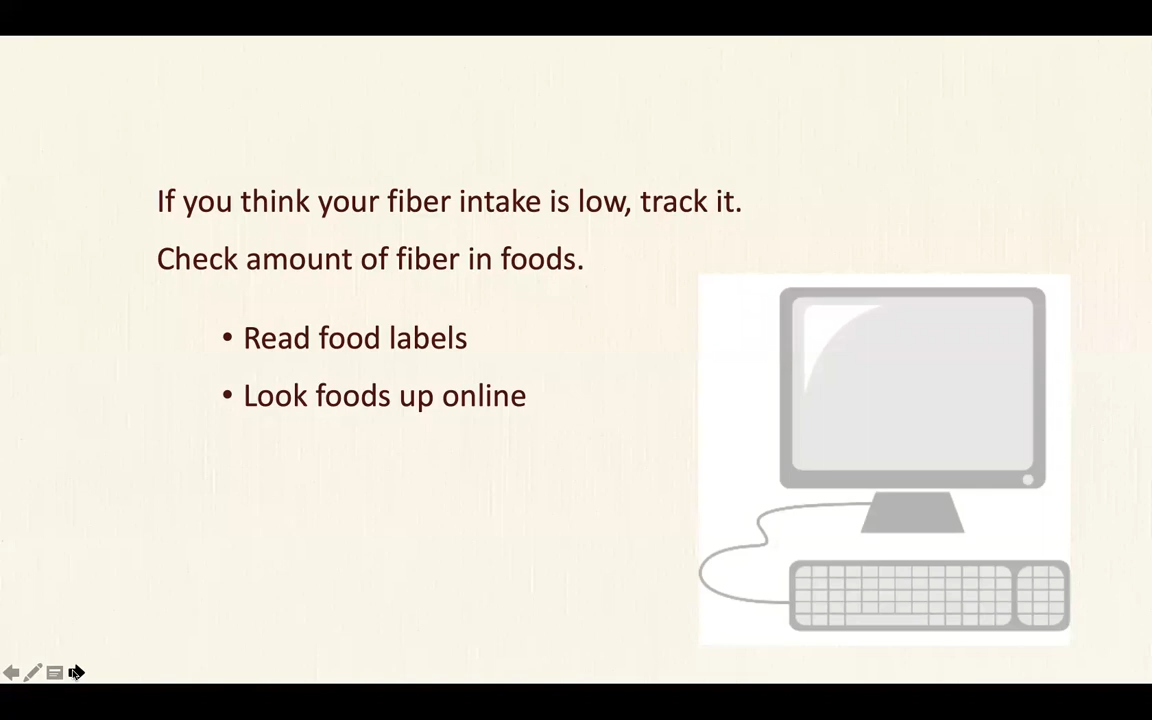 If you think your fiber intake is low, track it.
Check amount of fiber in foods.
• Read food labels
• Look foods up online